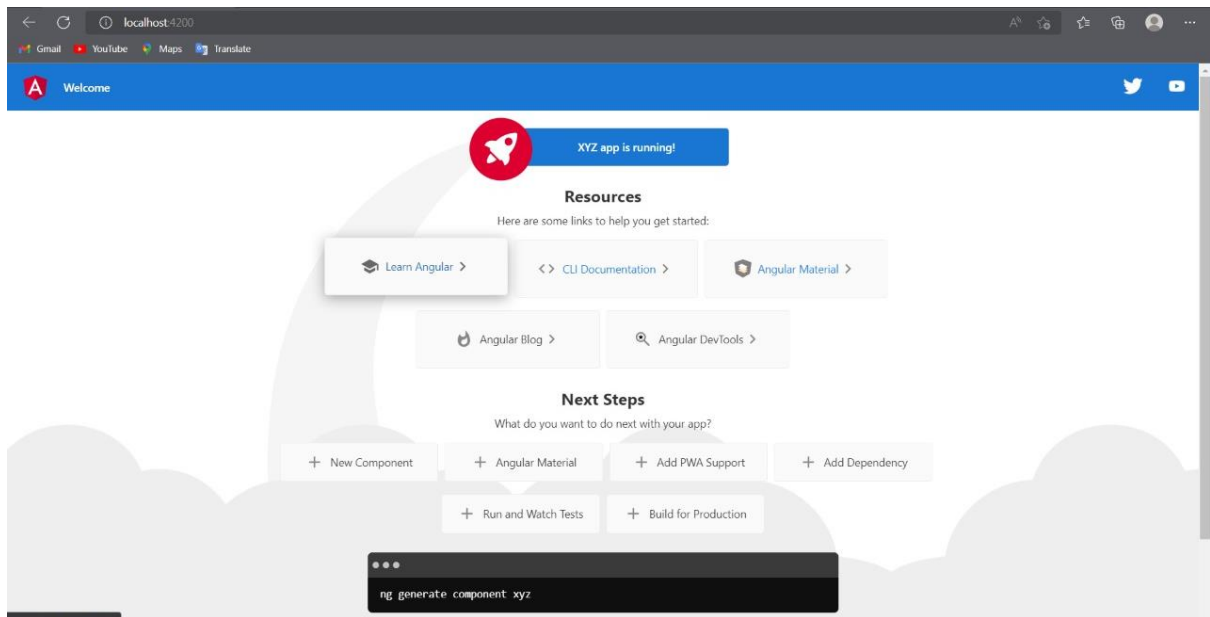 localhost:4200
Gmail YouTube Maps Translate
A Welcome
XYZ app is running!
Resources
Here are some links to help you get started:
Learn Angular CLI Documentation Angular Material
Angular Blog Angular DevTools
Next Steps
What do you want to do next with your app?
+ New Component + Angular Material + Add PWA Support + Add Dependency
+ Run and Watch Tests + Build for Production
ng generate component xyz